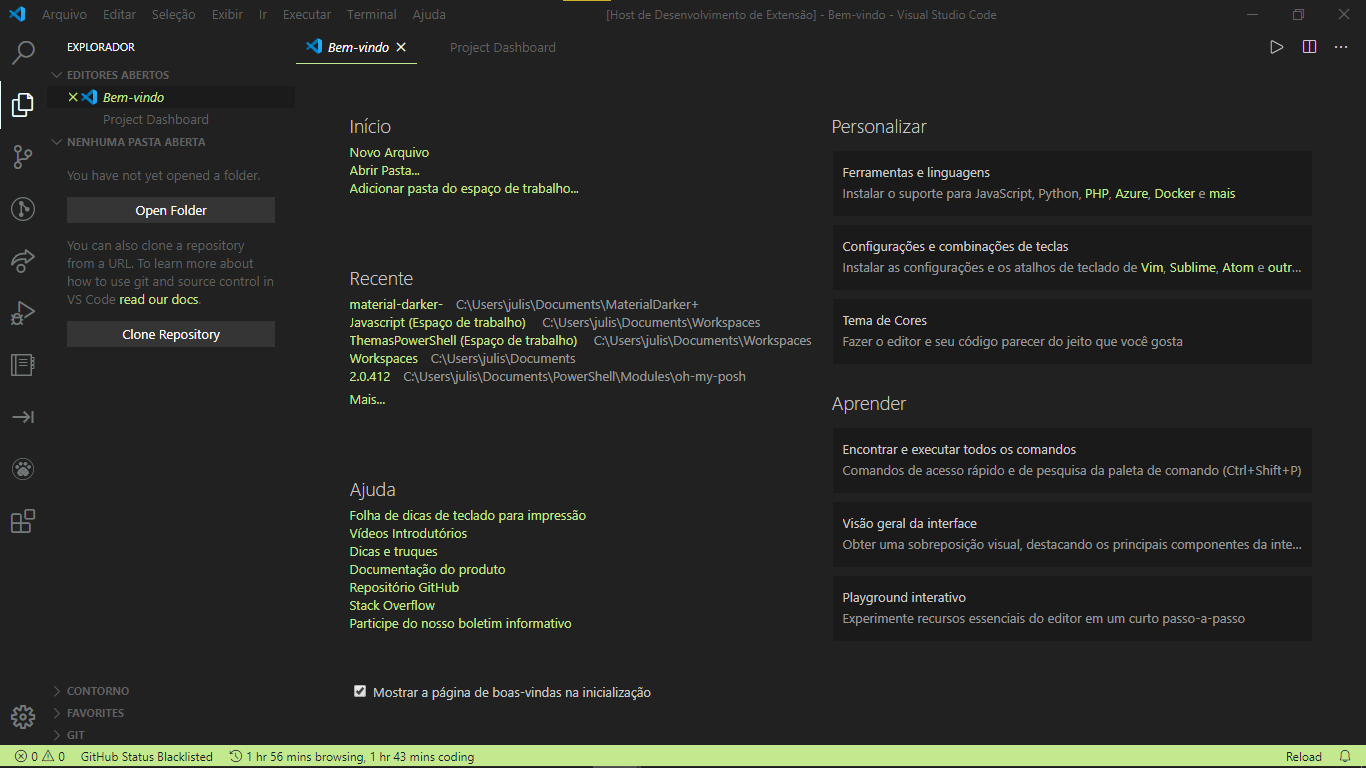 Arquivo Editar Seleção Exibir Ir Executar Terminal Ajuda
[Host de Desenvolvimento de Extensão] - Bem-vindo - Visual Studio Code
EXPLORADOR
EDITORES ABERTOS
Bem-vindo
Project Dashboard
NENHUMA PASTA ABERTA
You have not yet opened a folder.
Open Folder
You can also clone a repository
from a URL. To learn more about
how to use git and source control in
VS Code read our docs.
Clone Repository
CONTORNO
FAVORITES
GIT
Bem-vindo
Project Dashboard
Início
Novo Arquivo
Abrir Pasta...
Adicionar pasta do espaço de trabalho...
Recente
material-darker- C:\Users\julis\Documents\MaterialDarker+
Javascript (Espaço de trabalho) C:\Users\julis\Documents\Workspaces
ThemasPowerShell (Espaço de trabalho) C:\Users\julis\Documents\Workspaces
Workspaces C:\Users\julis\Documents
2.0.412 C:\Users\julis\Documents\PowerShell\Modules\oh-my-posh
Mais...
Ajuda
Folha de dicas de teclado para impressão
Vídeos Introdutórios
Dicas e truques
Documentação do produto
Repositório GitHub
Stack Overflow
Participe do nosso boletim informativo
Mostrar a página de boas-vindas na inicialização
Personalizar
Ferramentas e linguagens
Instalar o suporte para JavaScript, Python, PHP, Azure, Docker e mais
Configurações e combinações de teclas
Instalar as configurações e os atalhos de teclado de Vim, Sublime, Atom e outr...
Tema de Cores
Fazer o editor e seu código parecer do jeito que você gosta
Aprender
Encontrar e executar todos os comandos
Comandos de acesso rápido e de pesquisa da paleta de comando (Ctrl+Shift+P)
Visão geral da interface
Obter uma sobreposição visual, destacando os principais componentes da inte...
Playground interativo
Experimente recursos essenciais do editor em um curto passo-a-passo
0 0 GitHub Status Blacklisted 1 hr 56 mins browsing, 1 hr 43 mins coding Reload